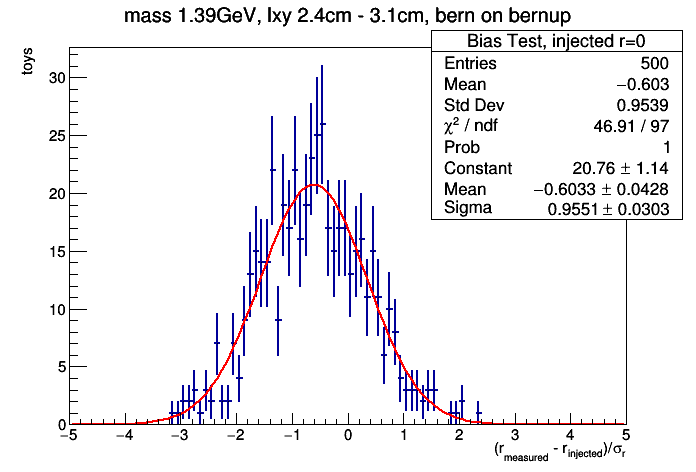 mass 1.39GeV, lxy 2.4cm - 3.1cm, bern on bernup
Bias Test, injected r=0
Entries 500
Mean −0.603
Std Dev 0.9539
χ² / ndf 46.91 / 97
Prob 1
Constant 20.76 ± 1.14
Mean −0.6033 ± 0.0428
Sigma 0.9551 ± 0.0303
toys
30
25
20
15
10
5
0
−5 −4 −3 −2 −1 0 1 2 3 4 5
(r_measured - r_injected)/σ_r